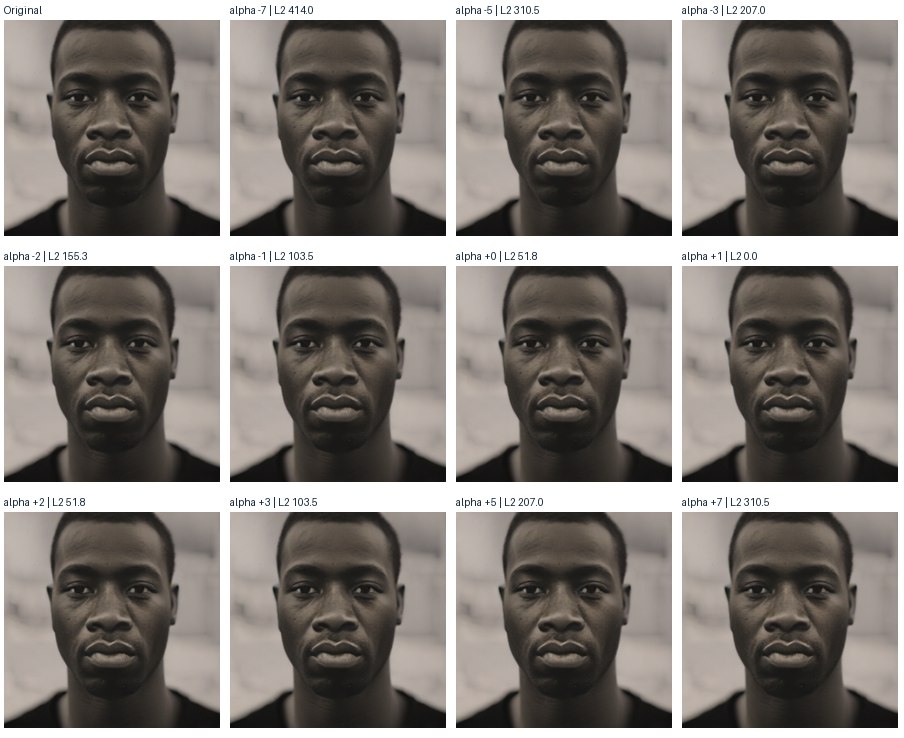 Original
alpha -7 | L2 414.0
alpha -5 | L2 310.5
alpha -3 | L2 207.0
alpha -2 | L2 155.3
alpha -1 | L2 103.5
alpha +0 | L2 51.8
alpha +1 | L2 0.0
alpha +2 | L2 51.8
alpha +3 | L2 103.5
alpha +5 | L2 207.0
alpha +7 | L2 310.5